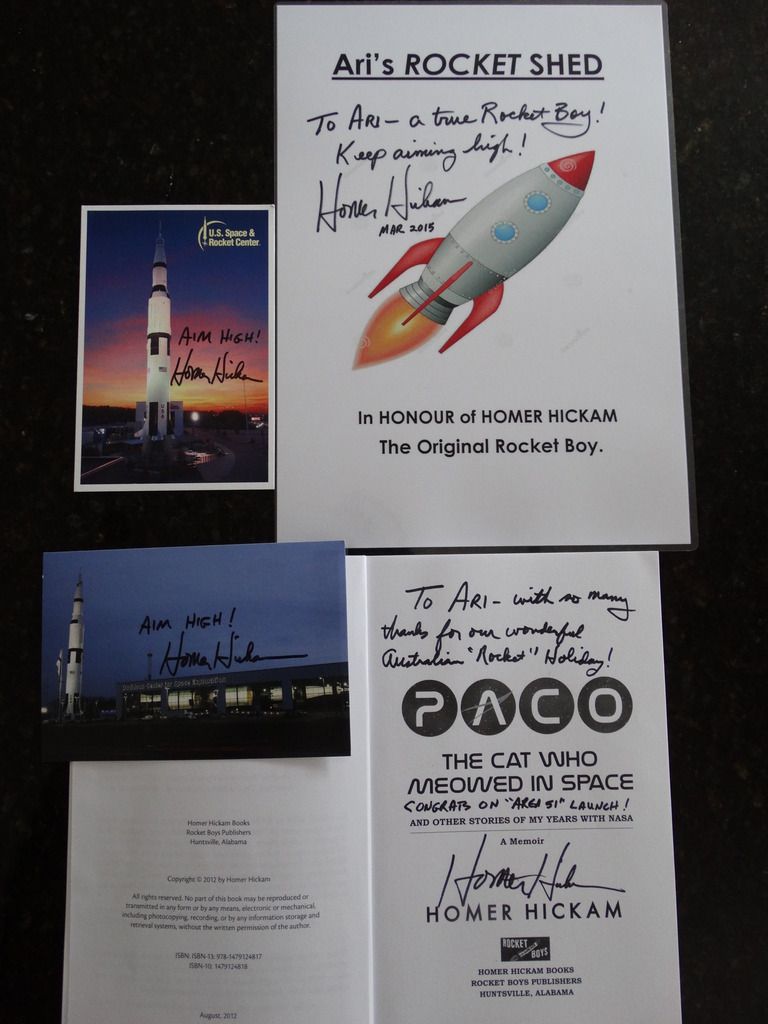 Ari's ROCKET SHED
To ARI - a true Rocket Boy!
Keep aiming high!
Homer Hickam
MAR 2015
In HONOUR of HOMER HICKAM
The Original Rocket Boy.
U.S. Space &
Rocket Center
AIM HIGH!
Homer Hickam
USA
AIM HIGH!
Homer Hickam
Davidson Center for Space Exploration
Homer Hickam Books
Rocket Boys Publishers
Huntsville, Alabama
Copyright © 2012 by Homer Hickam
All rights reserved. No part of this book may be reproduced or
transmitted in any form or by any means, electronic or mechanical,
including photocopying, recording, or by any information storage and
retrieval systems, without the written permission of the author.
ISBN: ISBN-13: 978-1479124817
ISBN-10: 1479124818
August, 2012
To ARI - with so many
thanks for our wonderful
Australian "Rocket" Holiday!
PACO
THE CAT WHO
MEOWED IN SPACE
CONGRATS ON "AREA 51" LAUNCH!
AND OTHER STORIES OF MY YEARS WITH NASA
A Memoir
Homer Hickam
HOMER HICKAM
ROCKET
BOYS
HOMER HICKAM BOOKS
ROCKET BOYS PUBLISHERS
HUNTSVILLE, ALABAMA